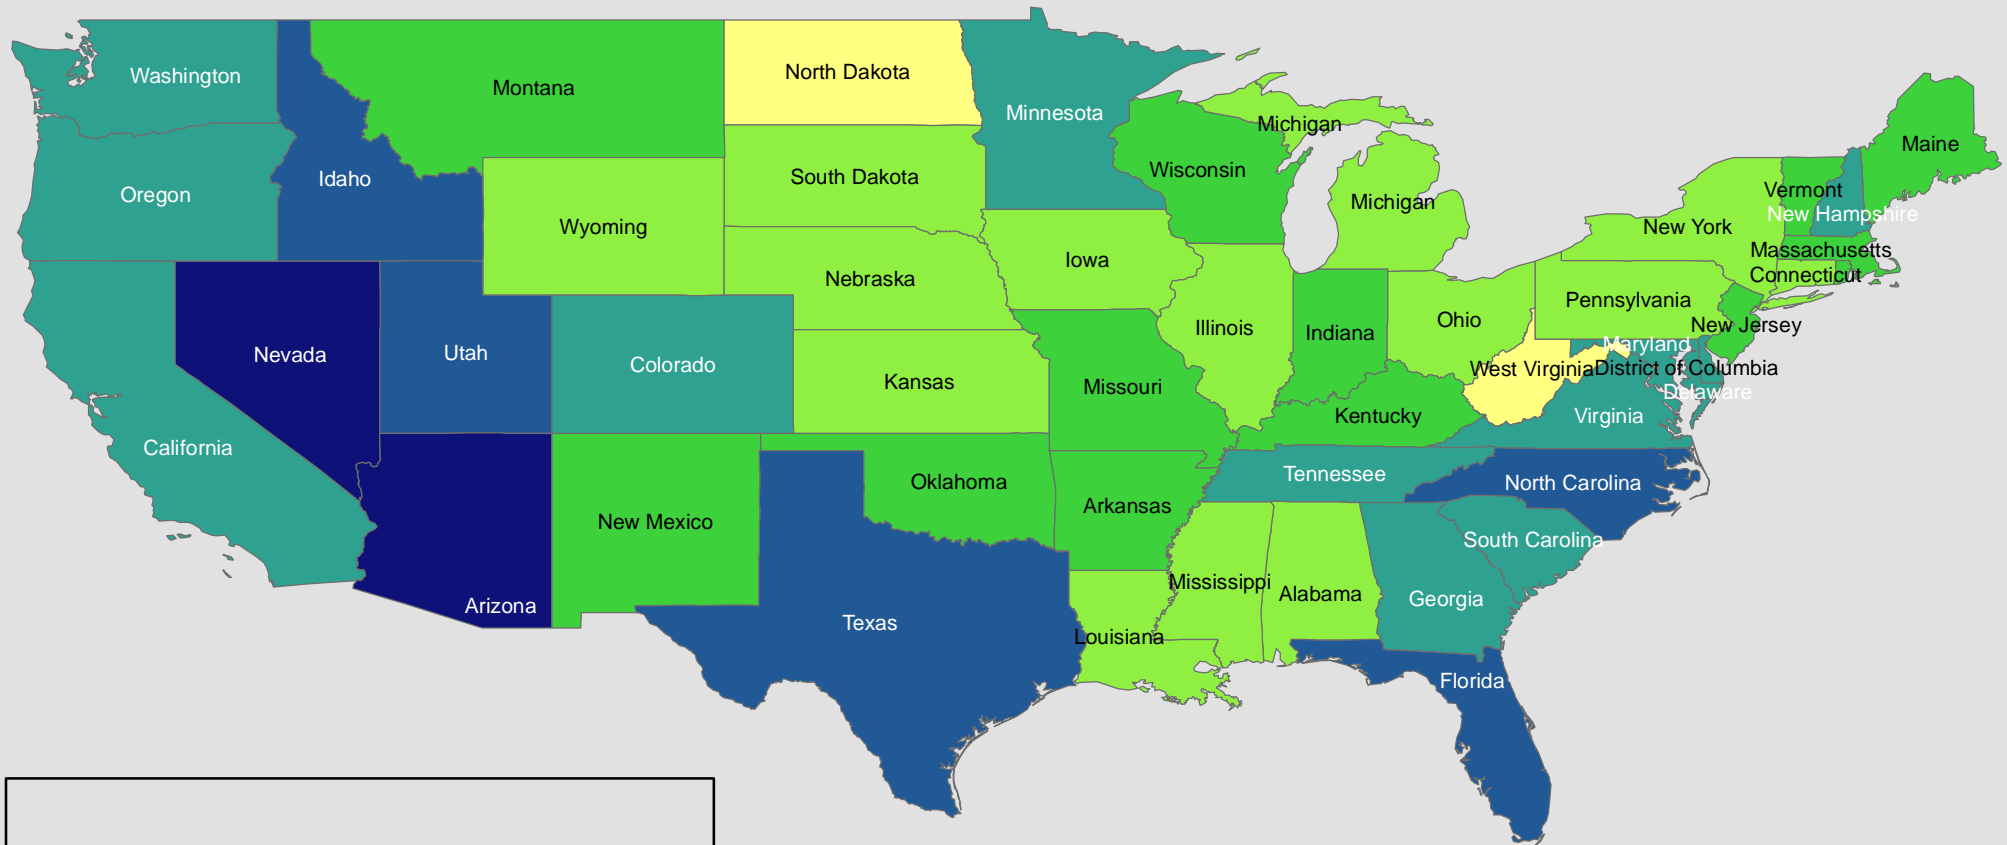 Washington
Montana
North Dakota
Minnesota
Michigan
Maine
Oregon
Idaho
South Dakota
Wisconsin
Michigan
Vermont
New Hampshire
Wyoming
New York
Massachusetts
Iowa
Connecticut
Nebraska
Pennsylvania
Illinois
Indiana
Ohio
New Jersey
Maryland
Nevada
Utah
Colorado
Kansas
Missouri
West Virginia
District of Columbia
Delaware
Kentucky
Virginia
California
Tennessee
North Carolina
Oklahoma
Arkansas
New Mexico
South Carolina
Mississippi
Alabama
Georgia
Arizona
Texas
Louisiana
Florida